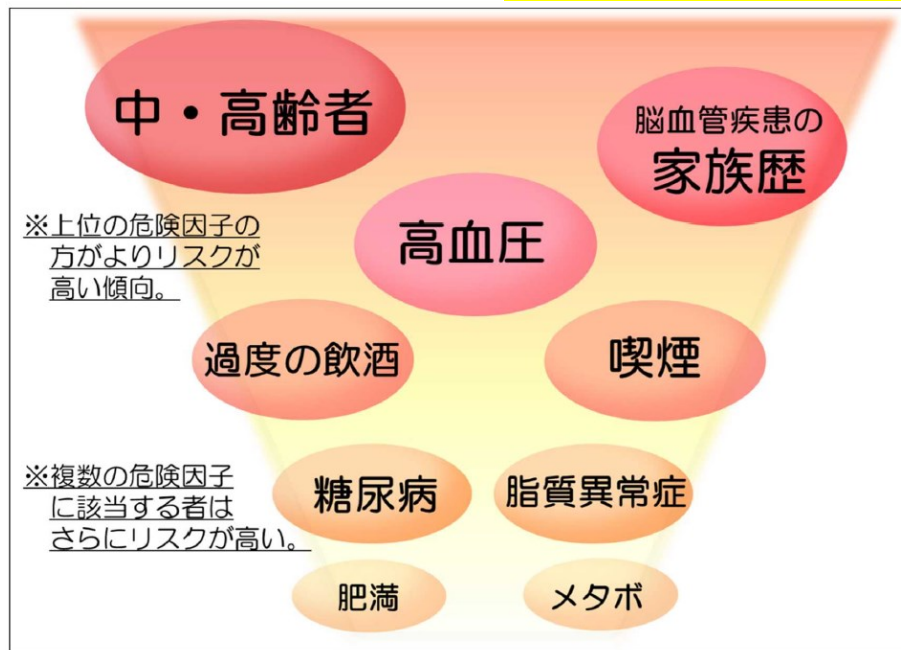 中・高齢者
脳血管疾患の
家族歴
高血圧
※上位の危険因子の
方がよりリスクが
高い傾向。
過度の飲酒
喫煙
※複数の危険因子
に該当する者は
さらにリスクが高い。
糖尿病
脂質異常症
肥満
メタボ